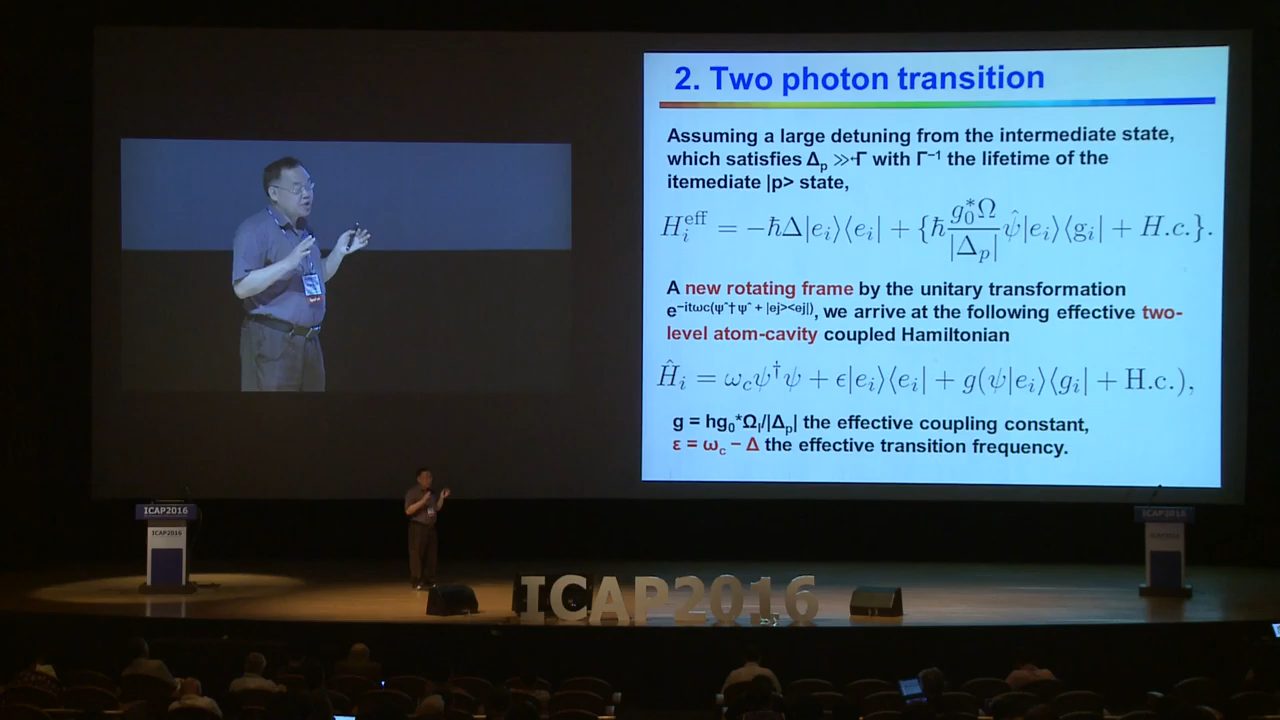 2. Two photon transition
Assuming a large detuning from the intermediate state,
which satisfies Δₚ ≫ Γ with Γ⁻¹ the lifetime of the
itemediate |p> state,
H_i^eff = −ħΔ|e_i⟩⟨e_i| + {ħ g_0^*Ω/|Δ_p| ψ̂|e_i⟩⟨g_i| + H.c.}.
A new rotating frame by the unitary transformation
e^−itωc(ψ^† ψ^ + |ej><ej|), we arrive at the following effective two-
level atom-cavity coupled Hamiltonian
Ĥ_i = ω_cψ†ψ + ϵ|e_i⟩⟨e_i| + g(ψ|e_i⟩⟨g_i| + H.c.),
g = hg₀*Ω_l/|Δₚ| the effective coupling constant,
ε = ω_c − Δ the effective transition frequency.
ICAP2016
ICAP2016
ICAP2016
ICAP2016
ICAP2016